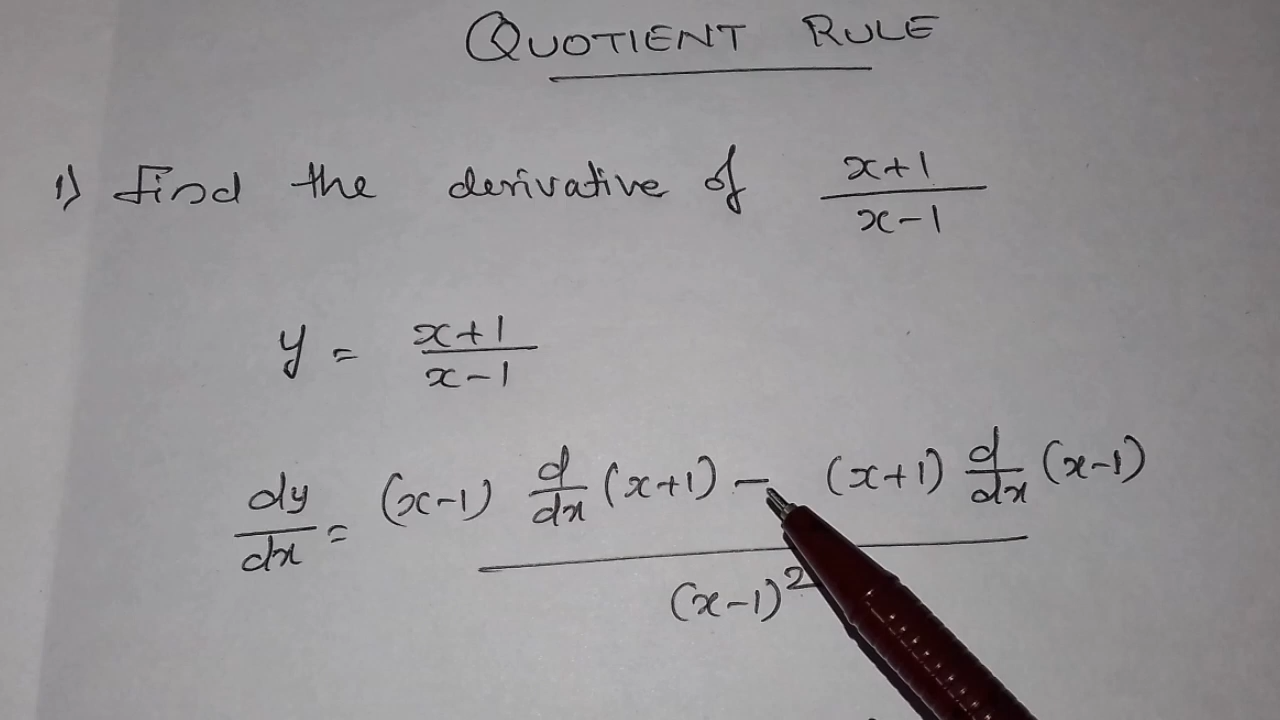 QUOTIENT RULE
1) Find the derivative of (x+1)/(x-1)
y = (x+1)/(x-1)
dy/dx = ((x-1) d/dx (x+1) - (x+1) d/dx (x-1))/(x-1)²